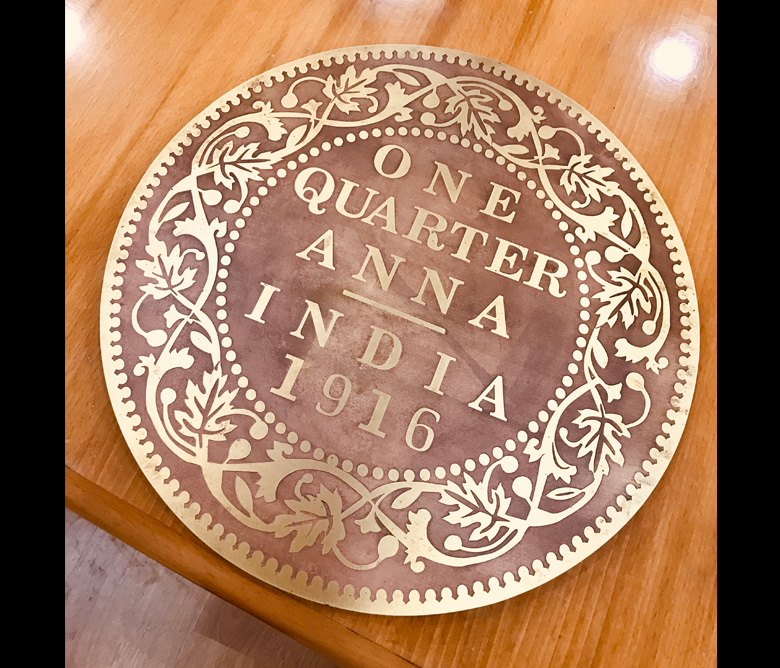 ONE
QUARTER
ANNA
INDIA
1916